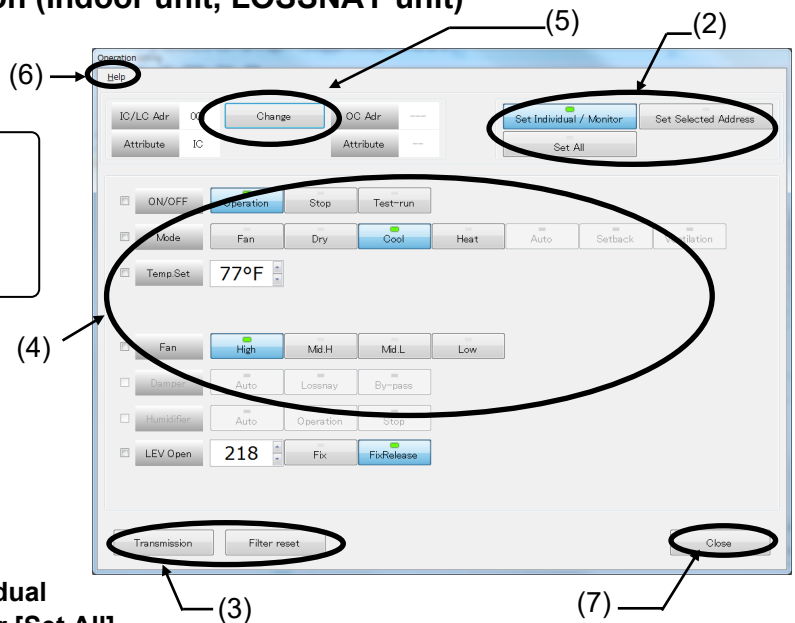 (Indoor unit, LOSSNAY unit)
(5)
(2)
(6)
Operation
Help
IC/LC Adr
Change
OC Adr ---
Set Individual / Monitor Set Selected Address
Attribute IC
Attribute --
Set All
ON/OFF Operation Stop Test-run
Mode Fan Dry Cool Heat Auto Setback Ventilation
Temp.Set 77°F
(4)
Fan High Mid.H Mid.L Low
Damper Auto Lossnay By-pass
Humidifier Auto Operation Stop
LEV Open 218 Fix FixRelease
Transmission Filter reset Close
(3)
(7)
[Set All]